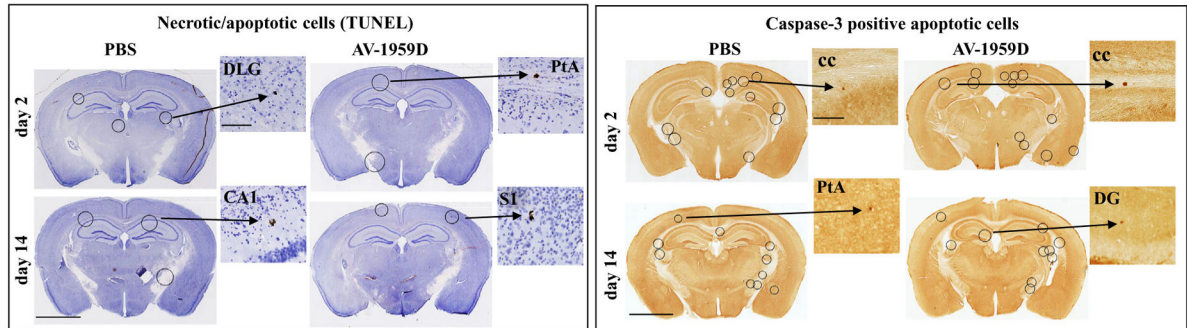 Necrotic/apoptotic cells (TUNEL)
PBS
AV-1959D
day 2
DLG
PtA
day 14
CA1
S1
Caspase-3 positive apoptotic cells
PBS
AV-1959D
day 2
cc
cc
day 14
PtA
DG